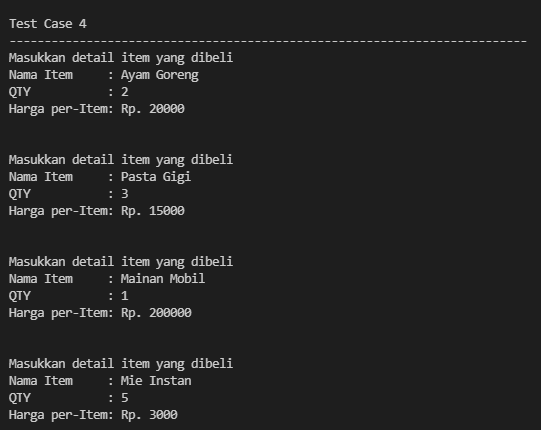 Test Case 4
--------------------------------------------------------------------------
Masukkan detail item yang dibeli
Nama Item     : Ayam Goreng
QTY           : 2
Harga per-Item: Rp. 20000
Masukkan detail item yang dibeli
Nama Item     : Pasta Gigi
QTY           : 3
Harga per-Item: Rp. 15000
Masukkan detail item yang dibeli
Nama Item     : Mainan Mobil
QTY           : 1
Harga per-Item: Rp. 200000
Masukkan detail item yang dibeli
Nama Item     : Mie Instan
QTY           : 5
Harga per-Item: Rp. 3000